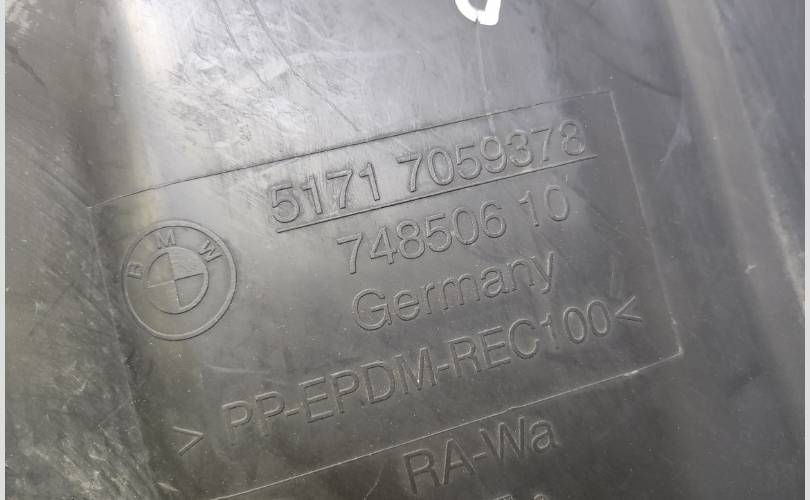 5171 7059378
748506 10
BMW
Germany
> PP-EPDM-REC100<
RA-Wa